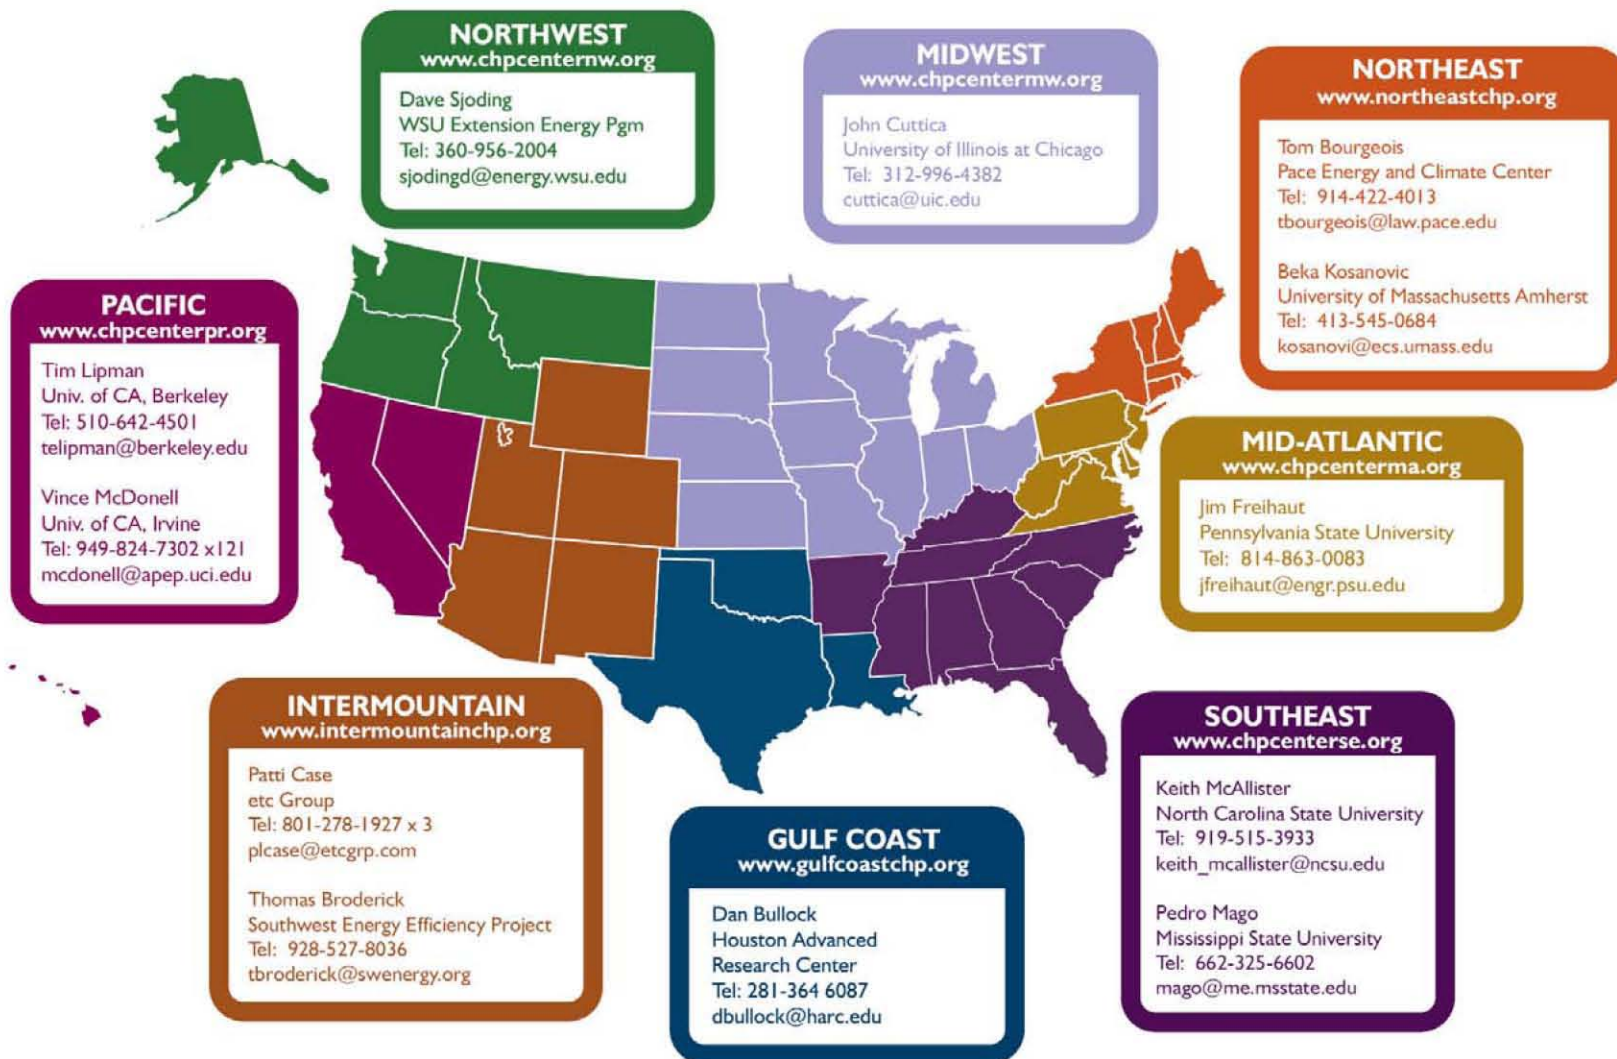 NORTHWEST
www.chpcenternw.org
Dave Sjoding
WSU Extension Energy Pgm
Tel: 360-956-2004
sjodingd@energy.wsu.edu
MIDWEST
www.chpcentermw.org
John Cuttica
University of Illinois at Chicago
Tel: 312-996-4382
cuttica@uic.edu
NORTHEAST
www.northeastchp.org
Tom Bourgeois
Pace Energy and Climate Center
Tel: 914-422-4013
tbourgeois@law.pace.edu
Beka Kosanovic
University of Massachusetts Amherst
Tel: 413-545-0684
kosanovi@ecs.umass.edu
PACIFIC
www.chpcenterpr.org
Tim Lipman
Univ. of CA, Berkeley
Tel: 510-642-4501
telipman@berkeley.edu
Vince McDonell
Univ. of CA, Irvine
Tel: 949-824-7302 x121
mcdonell@apep.uci.edu
MID-ATLANTIC
www.chpcenterma.org
Jim Freihaut
Pennsylvania State University
Tel: 814-863-0083
jfreihaut@engr.psu.edu
INTERMOUNTAIN
www.intermountainchp.org
Patti Case
etc Group
Tel: 801-278-1927 x 3
plcase@etcgrp.com
Thomas Broderick
Southwest Energy Efficiency Project
Tel: 928-527-8036
tbroderick@swenergy.org
GULF COAST
www.gulfcoastchp.org
Dan Bullock
Houston Advanced
Research Center
Tel: 281-364 6087
dbullock@harc.edu
SOUTHEAST
www.chpcenterse.org
Keith McAllister
North Carolina State University
Tel: 919-515-3933
keith_mcallister@ncsu.edu
Pedro Mago
Mississippi State University
Tel: 662-325-6602
mago@me.msstate.edu